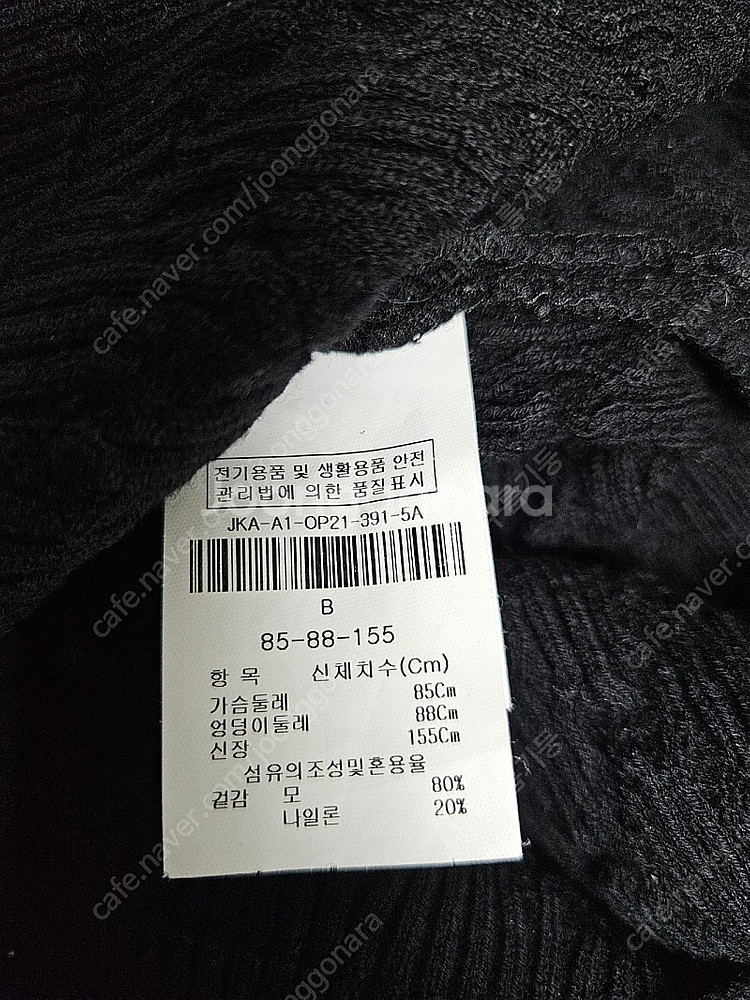 전기용품 및 생활용품 안전
관리법에 의한 품질표시
JKA-A1-OP21-391-5A
B
85-88-155
항 목 신체치수(Cm)
가슴둘레 85Cm
엉덩이둘레 88Cm
신장 155Cm
섬유의조성및혼용율
겉감 모 80%
나일론 20%
cafe.naver.com/joonggonara